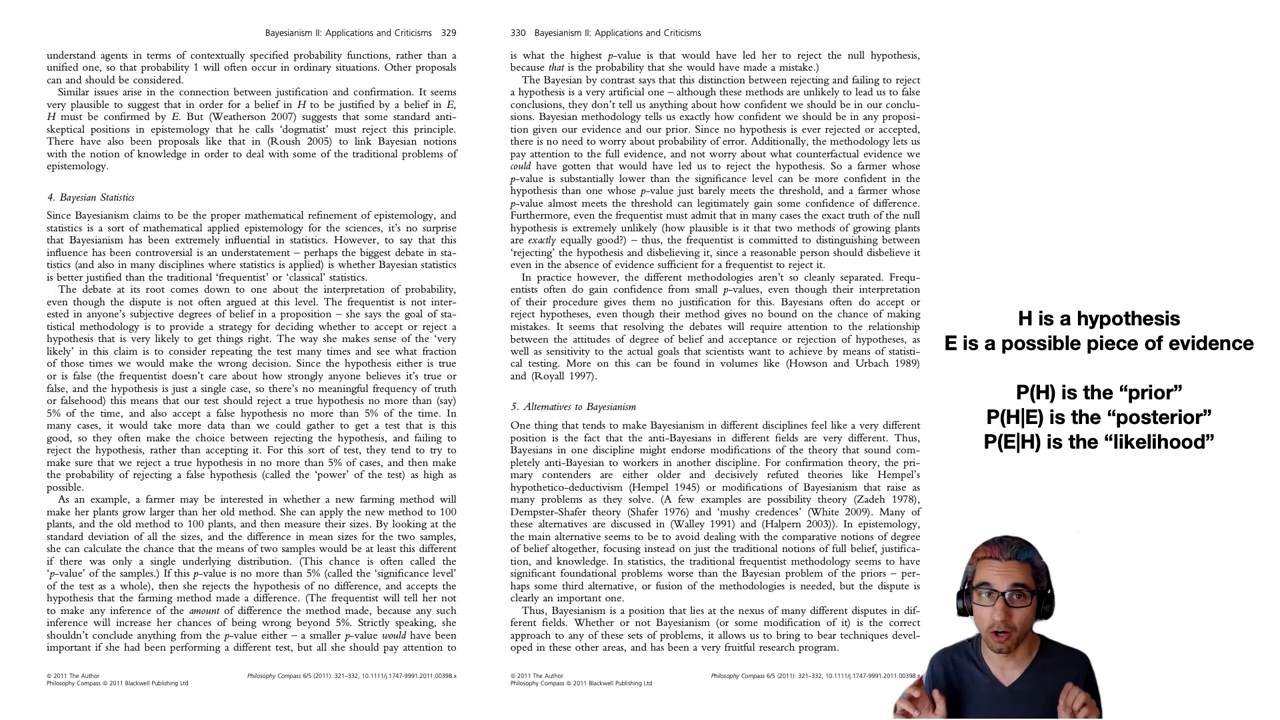 Bayesianism II: Applications and Criticisms 329
understand agents in terms of contextually specified probability functions, rather than a
unified one, so that probability 1 will often occur in ordinary situations. Other proposals
can and should be considered.
Similar issues arise in the connection between justification and confirmation. It seems
very plausible to suggest that in order for a belief in H to be justified by a belief in E,
H must be confirmed by E. But (Weatherson 2007) suggests that some standard anti-
skeptical positions in epistemology that he calls ‘dogmatist’ must reject this principle.
There have also been proposals like that in (Roush 2005) to link Bayesian notions
with the notion of knowledge in order to deal with some of the traditional problems of
epistemology.
4. Bayesian Statistics
Since Bayesianism claims to be the proper mathematical refinement of epistemology, and
statistics is a sort of mathematical applied epistemology for the sciences, it’s no surprise
that Bayesianism has been extremely influential in statistics. However, to say that this
influence has been controversial is an understatement – perhaps the biggest debate in sta-
tistics (and also in many disciplines where statistics is applied) is whether Bayesian statistics
is better justified than the traditional ‘frequentist’ or ‘classical’ statistics.
The debate at its root comes down to one about the interpretation of probability,
even though the dispute is not often argued at this level. The frequentist is not inter-
ested in anyone’s subjective degrees of belief in a proposition – she says the goal of sta-
tistical methodology is to provide a strategy for deciding whether to accept or reject a
hypothesis that is very likely to get things right. The way she makes sense of the ‘very
likely’ in this claim is to consider repeating the test many times and see what fraction
of those times we would make the wrong decision. Since the hypothesis either is true
or is false (the frequentist doesn’t care about how strongly anyone believes it’s true or
false, and the hypothesis is just a single case, so there’s no meaningful frequency of truth
or falsehood) this means that our test should reject a true hypothesis no more than (say)
5% of the time, and also accept a false hypothesis no more than 5% of the time. In
many cases, it would take more data than we could gather to get a test that is this
good, so they often make the choice between rejecting the hypothesis, and failing to
reject the hypothesis, rather than accepting it. For this sort of test, they tend to try to
make sure that we reject a true hypothesis in no more than 5% of cases, and then make
the probability of rejecting a false hypothesis (called the ‘power’ of the test) as high as
possible.
As an example, a farmer may be interested in whether a new farming method will
make her plants grow larger than her old method. She can apply the new method to 100
plants, and the old method to 100 plants, and then measure their sizes. By looking at the
standard deviation of all the sizes, and the difference in mean sizes for the two samples,
she can calculate the chance that the means of two samples would be at least this different
if there was only a single underlying distribution. (This chance is often called the
‘p-value’ of the samples.) If this p-value is no more than 5% (called the ‘significance level’
of the test as a whole), then she rejects the hypothesis of no difference, and accepts the
hypothesis that the farming method made a difference. (The frequentist will tell her not
to make any inference of the amount of difference the method made, because any such
inference will increase her chances of being wrong beyond 5%. Strictly speaking, she
shouldn’t conclude anything from the p-value either – a smaller p-value would have been
important if she had been performing a different test, but all she should pay attention to
© 2011 The Author
Philosophy Compass © 2011 Blackwell Publishing Ltd
Philosophy Compass 6/5 (2011): 321–332, 10.1111/j.1747-9991.2011.00398.x
330 Bayesianism II: Applications and Criticisms
is what the highest p-value is that would have led her to reject the null hypothesis,
because that is the probability that she would have made a mistake.)
The Bayesian by contrast says that this distinction between rejecting and failing to reject
a hypothesis is a very artificial one – although these methods are unlikely to lead us to false
conclusions, they don’t tell us anything about how confident we should be in our conclu-
sions. Bayesian methodology tells us exactly how confident we should be in any proposi-
tion given our evidence and our prior. Since no hypothesis is ever rejected or accepted,
there is no need to worry about probability of error. Additionally, the methodology lets us
pay attention to the full evidence, and not worry about what counterfactual evidence we
could have gotten that would have led us to reject the hypothesis. So a farmer whose
p-value is substantially lower than the significance level can be more confident in the
hypothesis than one whose p-value just barely meets the threshold, and a farmer whose
p-value almost meets the threshold can legitimately gain some confidence of difference.
Furthermore, even the frequentist must admit that in many cases the exact truth of the null
hypothesis is extremely unlikely (how plausible is it that two methods of growing plants
are exactly equally good?) – thus, the frequentist is committed to distinguishing between
‘rejecting’ the hypothesis and disbelieving it, since a reasonable person should disbelieve it
even in the absence of evidence sufficient for a frequentist to reject it.
In practice however, the different methodologies aren’t so cleanly separated. Frequ-
entists often do gain confidence from small p-values, even though their interpretation
of their procedure gives them no justification for this. Bayesians often do accept or
reject hypotheses, even though their method gives no bound on the chance of making
mistakes. It seems that resolving the debates will require attention to the relationship
between the attitudes of degree of belief and acceptance or rejection of hypotheses, as
well as sensitivity to the actual goals that scientists want to achieve by means of statisti-
cal testing. More on this can be found in volumes like (Howson and Urbach 1989)
and (Royall 1997).
5. Alternatives to Bayesianism
One thing that tends to make Bayesianism in different disciplines feel like a very different
position is the fact that the anti-Bayesians in different fields are very different. Thus,
Bayesians in one discipline might endorse modifications of the theory that sound com-
pletely anti-Bayesian to workers in another discipline. For confirmation theory, the pri-
mary contenders are either older and decisively refuted theories like Hempel’s
hypothetico-deductivism (Hempel 1945) or modifications of Bayesianism that raise as
many problems as they solve. (A few examples are possibility theory (Zadeh 1978),
Dempster-Shafer theory (Shafer 1976) and ‘mushy credences’ (White 2009). Many of
these alternatives are discussed in (Walley 1991) and (Halpern 2003)). In epistemology,
the main alternative seems to be to avoid dealing with the comparative notions of degree
of belief altogether, focusing instead on just the traditional notions of full belief, justifica-
tion, and knowledge. In statistics, the traditional frequentist methodology seems to have
significant foundational problems worse than the Bayesian problem of the priors – per-
haps some third alternative, or fusion of the methodologies is needed, but the dispute is
clearly an important one.
Thus, Bayesianism is a position that lies at the nexus of many different disputes in dif-
ferent fields. Whether or not Bayesianism (or some modification of it) is the correct
approach to any of these sets of problems, it allows us to bring to bear techniques devel-
oped in these other areas, and has been a very fruitful research program.
© 2011 The Author
Philosophy Compass © 2011 Blackwell Publishing Ltd
Philosophy Compass 6/5 (2011): 321–332, 10.1111/j.1747-9991.2011.00398.x
H is a hypothesis
E is a possible piece of evidence
P(H) is the “prior”
P(H|E) is the “posterior”
P(E|H) is the “likelihood”